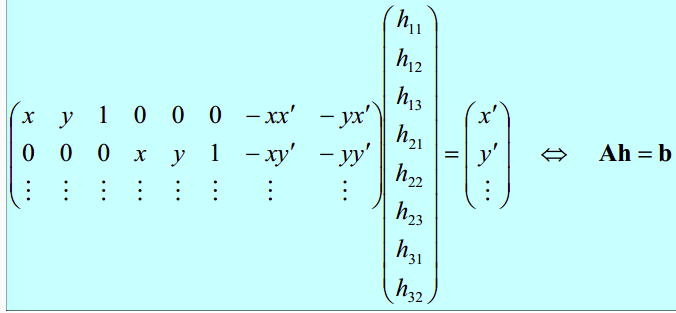 h₁₁
h₁₂
h₁₃
h₂₁
h₂₂
h₂₃
h₃₁
h₃₂
x y 1 0 0 0 −xx′ −yx′
0 0 0 x y 1 −xy′ −yy′
⋮ ⋮ ⋮ ⋮ ⋮ ⋮ ⋮ ⋮
=
x′
y′
⋮
⇔ Ah = b